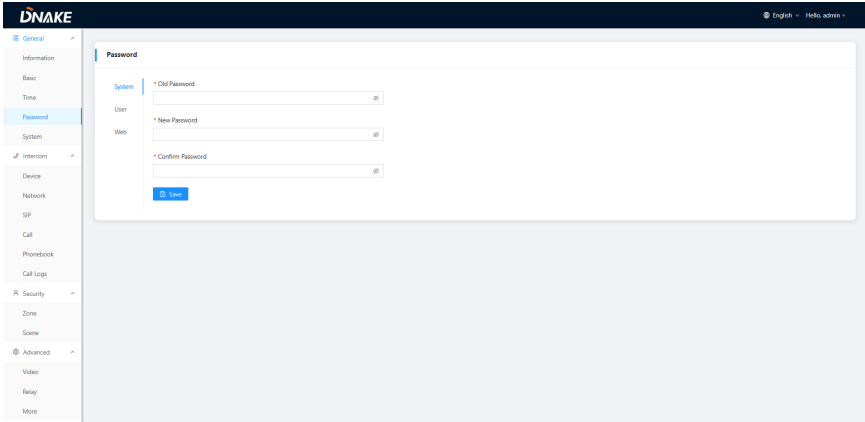 DNAKE
English
Hello, admin
General
Information
Basic
Time
Password
System
Intercom
Device
Network
SIP
Call
Phonebook
Call Logs
Security
Zone
Scene
Advanced
Video
Relay
More
Password
System
User
Web
* Old Password
* New Password
* Confirm Password
Save